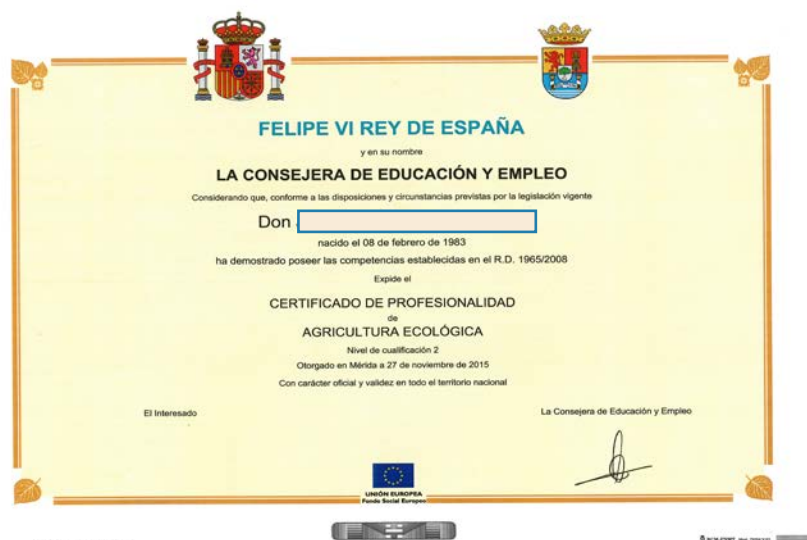 FELIPE VI REY DE ESPAÑA
y en su nombre
LA CONSEJERA DE EDUCACIÓN Y EMPLEO
Considerando que, conforme a las disposiciones y circunstancias previstas por la legislación vigente
Don
nacido el 08 de febrero de 1983
ha demostrado poseer las competencias establecidas en el R.D. 1965/2008
Expide el
CERTIFICADO DE PROFESIONALIDAD
de
AGRICULTURA ECOLÓGICA
Nivel de cualificación 2
Otorgado en Mérida a 27 de noviembre de 2015
Con carácter oficial y validez en todo el territorio nacional
El Interesado
La Consejera de Educación y Empleo
UNIÓN EUROPEA
Fondo Social Europeo